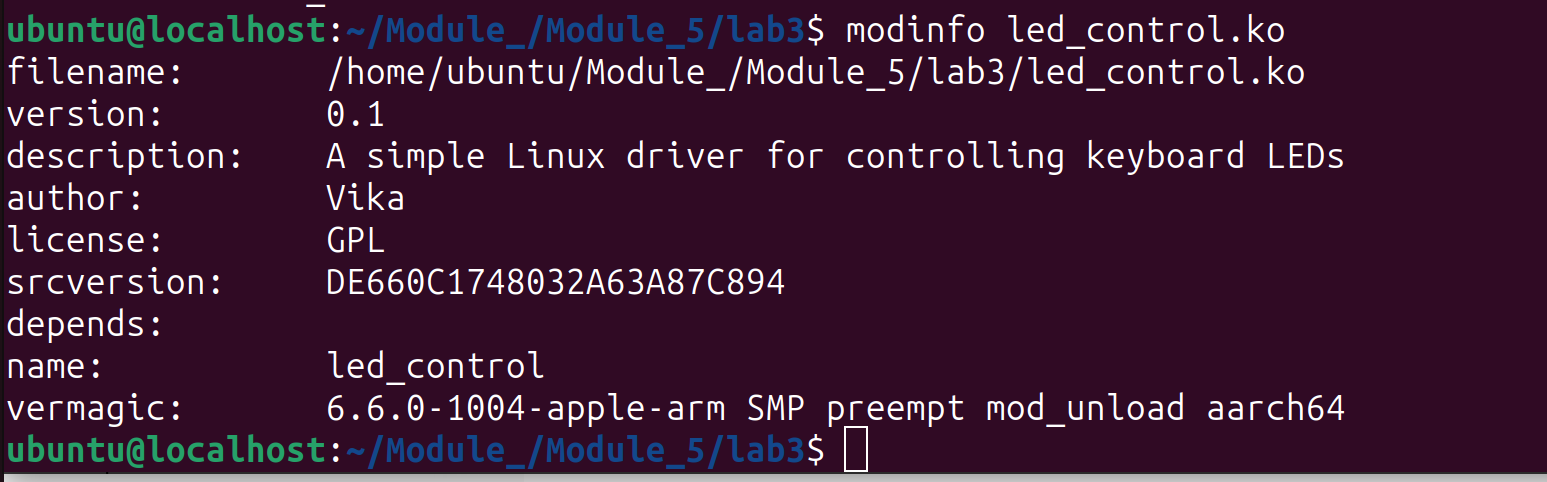 ubuntu@localhost:~/Module_/Module_5/lab3$ modinfo led_control.ko
filename:       /home/ubuntu/Module_/Module_5/lab3/led_control.ko
version:        0.1
description:    A simple Linux driver for controlling keyboard LEDs
author:         Vika
license:        GPL
srcversion:     DE660C1748032A63A87C894
depends:
name:           led_control
vermagic:       6.6.0-1004-apple-arm SMP preempt mod_unload aarch64
ubuntu@localhost:~/Module_/Module_5/lab3$